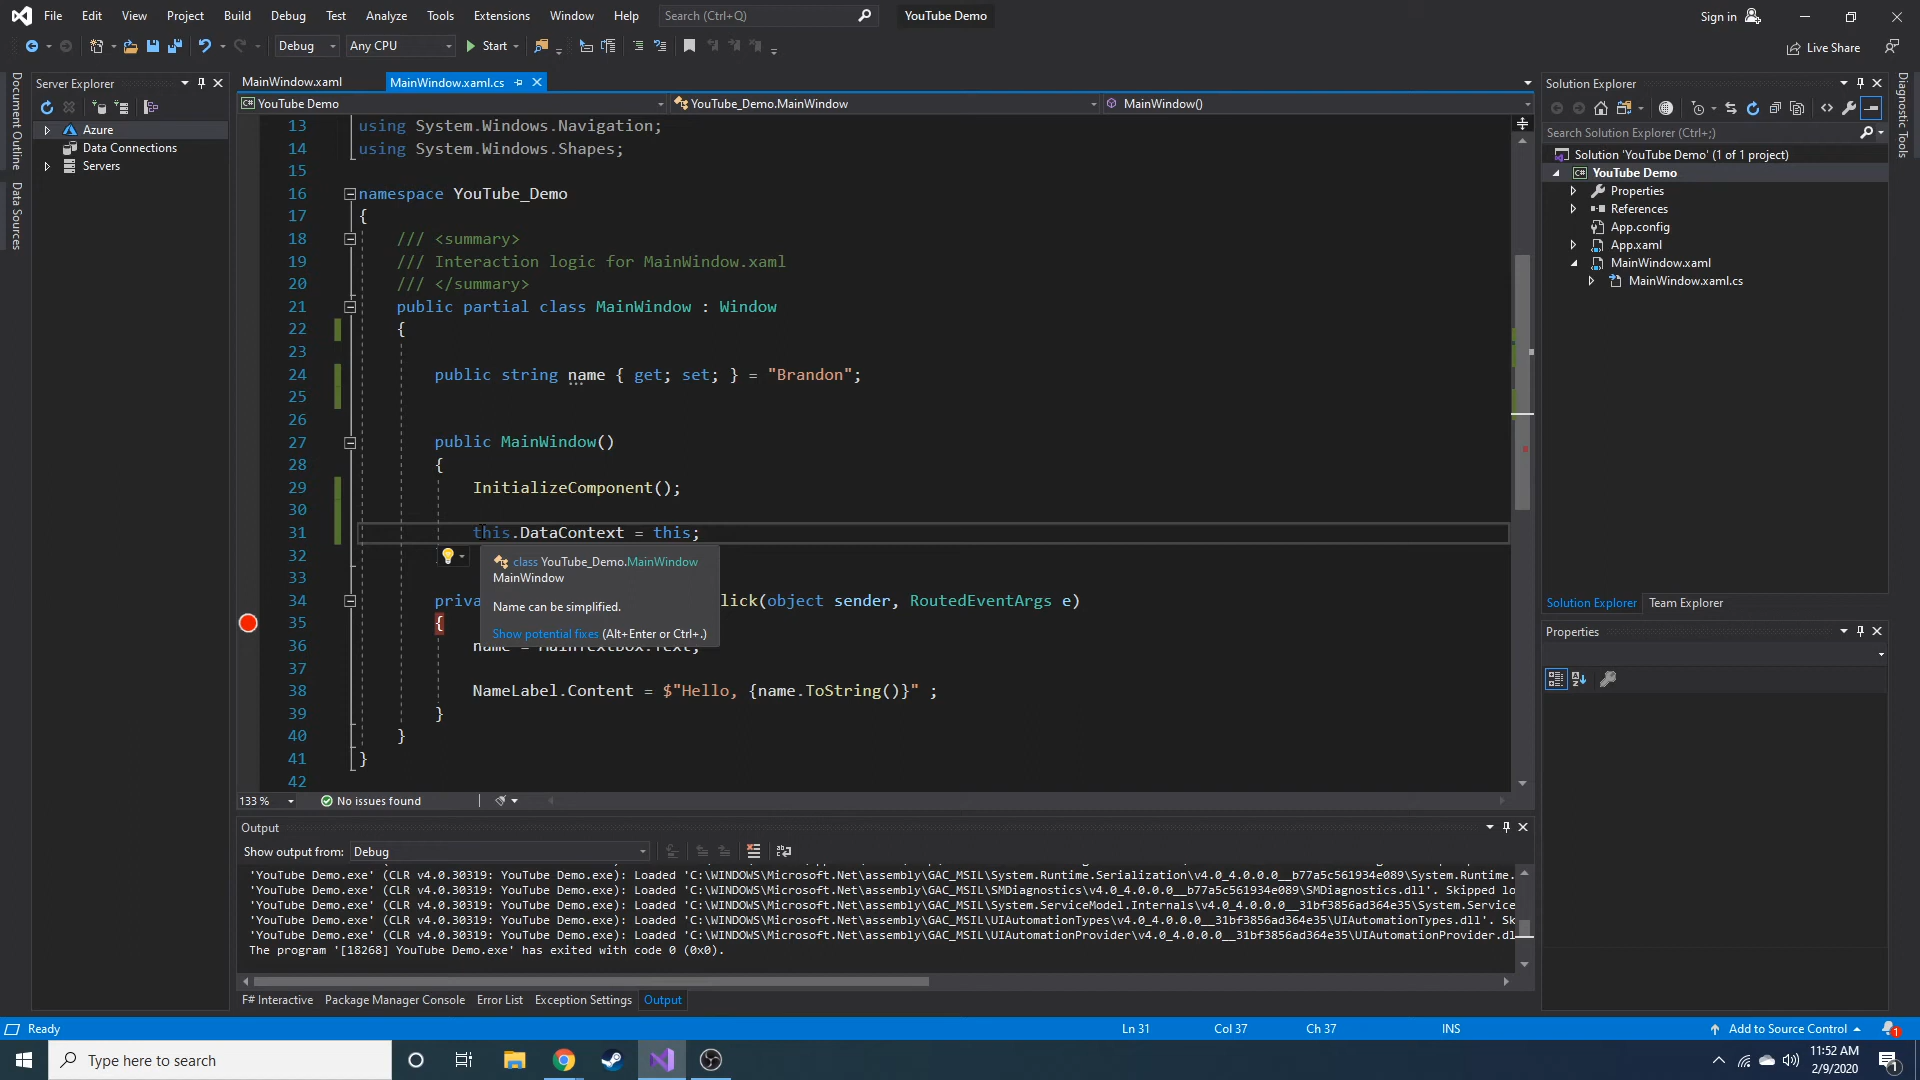 File Edit View Project Build Debug Test Analyze Tools Extensions Window Help Search (Ctrl+Q) YouTube Demo Sign in
Debug Any CPU Start Live Share
Document Outline
Data Sources
Server Explorer
Azure
Data Connections
Servers
MainWindow.xaml MainWindow.xaml.cs
YouTube Demo YouTube_Demo.MainWindow MainWindow()
13 using System.Windows.Navigation;
14 using System.Windows.Shapes;
15
16 namespace YouTube_Demo
17 {
18 /// <summary>
19 /// Interaction logic for MainWindow.xaml
20 /// </summary>
21 public partial class MainWindow : Window
22 {
23
24 public string name { get; set; } = "Brandon";
25
26
27 public MainWindow()
28 {
29 InitializeComponent();
30
31 this.DataContext = this;
32
class YouTube_Demo.MainWindow
MainWindow
Name can be simplified.
Show potential fixes (Alt+Enter or Ctrl+.)
33
34 priva lick(object sender, RoutedEventArgs e)
35 {
36 name = MainTextBox.Text;
37
38 NameLabel.Content = $"Hello, {name.ToString()}" ;
39 }
40 }
41 }
42
133 % No issues found
Output
Show output from: Debug
'YouTube Demo.exe' (CLR v4.0.30319: YouTube Demo.exe): Loaded 'C:\WINDOWS\Microsoft.Net\assembly\GAC_MSIL\System.Runtime.Serialization\v4.0_4.0.0.0__b77a5c561934e089\System.Runtime.
'YouTube Demo.exe' (CLR v4.0.30319: YouTube Demo.exe): Loaded 'C:\WINDOWS\Microsoft.Net\assembly\GAC_MSIL\SMDiagnostics\v4.0_4.0.0.0__b77a5c561934e089\SMDiagnostics.dll'. Skipped lo
'YouTube Demo.exe' (CLR v4.0.30319: YouTube Demo.exe): Loaded 'C:\WINDOWS\Microsoft.Net\assembly\GAC_MSIL\System.ServiceModel.Internals\v4.0_4.0.0.0__31bf3856ad364e35\System.Service
'YouTube Demo.exe' (CLR v4.0.30319: YouTube Demo.exe): Loaded 'C:\WINDOWS\Microsoft.Net\assembly\GAC_MSIL\UIAutomationTypes\v4.0_4.0.0.0__31bf3856ad364e35\UIAutomationTypes.dll'. Sk
'YouTube Demo.exe' (CLR v4.0.30319: YouTube Demo.exe): Loaded 'C:\WINDOWS\Microsoft.Net\assembly\GAC_MSIL\UIAutomationProvider\v4.0_4.0.0.0__31bf3856ad364e35\UIAutomationProvider.dl
The program '[18268] YouTube Demo.exe' has exited with code 0 (0x0).
F# Interactive Package Manager Console Error List Exception Settings Output
Solution Explorer
Search Solution Explorer (Ctrl+;)
Solution 'YouTube Demo' (1 of 1 project)
YouTube Demo
Properties
References
App.config
App.xaml
MainWindow.xaml
MainWindow.xaml.cs
Solution Explorer Team Explorer
Properties
Diagnostic Tools
Ready Ln 31 Col 37 Ch 37 INS Add to Source Control 1
Type here to search
11:52 AM
2/9/2020
1